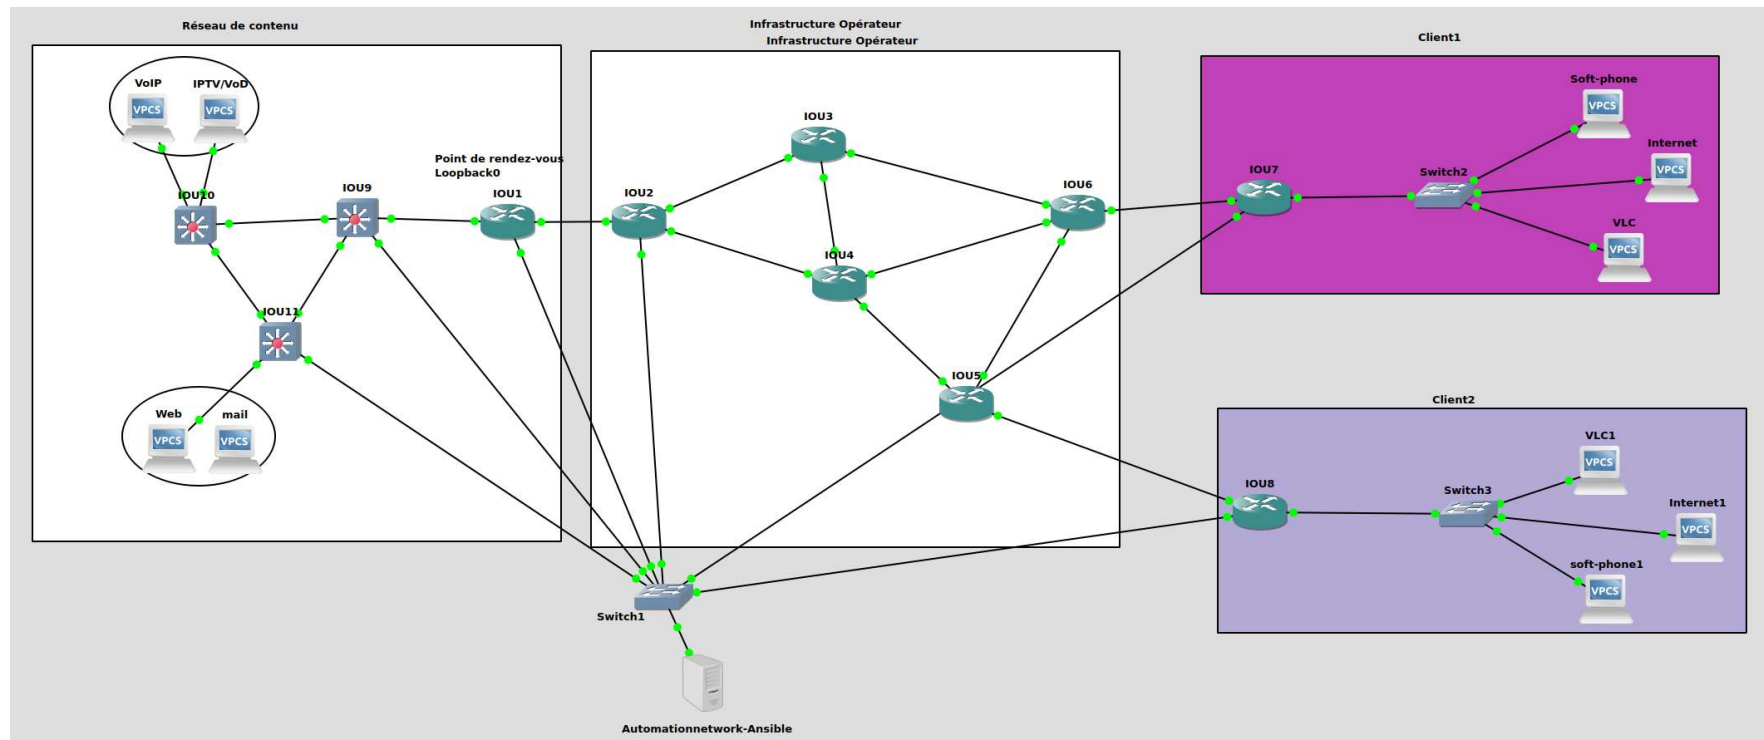 Réseau de contenu
Infrastructure Opérateur
Infrastructure Opérateur
Client1
VoIP
IPTV/VoD
VPCS
VPCS
IOU10
IOU9
Point de rendez-vous
Loopback0
IOU1
IOU11
Web
mail
VPCS
VPCS
IOU2
IOU3
IOU4
IOU6
IOU5
IOU7
Switch2
Soft-phone
VPCS
Internet
VPCS
VLC
VPCS
Client2
IOU8
Switch3
VLC1
VPCS
Internet1
VPCS
soft-phone1
VPCS
Switch1
Automationnetwork-Ansible